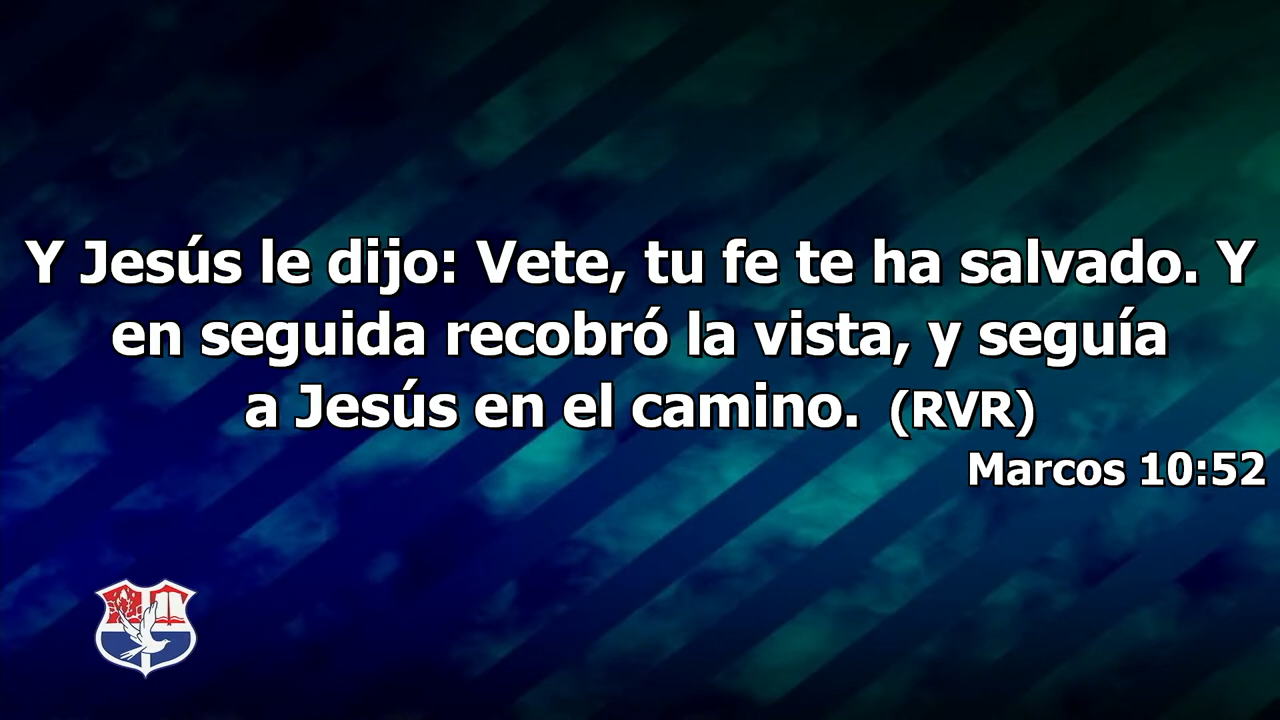 Y Jesús le dijo: Vete, tu fe te ha salvado. Y
en seguida recobró la vista, y seguía
a Jesús en el camino. (RVR)
Marcos 10:52